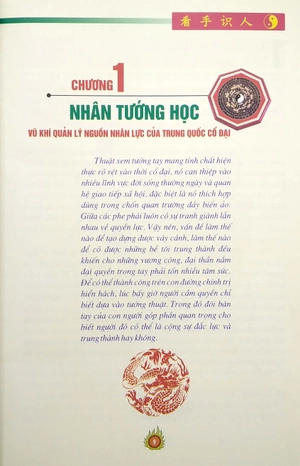 看手识人
CHƯƠNG 1
NHÂN TƯỚNG HỌC
VŨ KHÍ QUẢN LÝ NGUỒN NHÂN LỰC CỦA TRUNG QUỐC CỔ ĐẠI
Thuật xem tướng tay mang tính chất hiện
thực rõ rệt vào thời cổ đại, nó can thiệp vào
nhiều lĩnh vực đời sống thường ngày và quan
hệ giao tiếp xã hội, đặc biệt là nó thích hợp
dùng trong chốn quan trường đầy biến ảo.
Giữa các phe phái luôn có sự tranh giành lẫn
nhau về quyền lực. Vậy nên, vấn đề làm thế
nào để tạo dựng được vây cánh, làm thế nào
để có được những bề tôi trung thành đều
khiến cho những vương công, đại thần nắm
đại quyền trong tay phải tốn nhiều tâm sức.
Để có thể thành công trên con đường chính trị
hiển hách, lúc bấy giờ người cầm quyền chỉ
biết dựa vào tướng thuật. Trong đó đôi bàn
tay của con người góp phần quan trọng cho
biết người đó có thể là cộng sự đắc lực và
trung thành hay không.